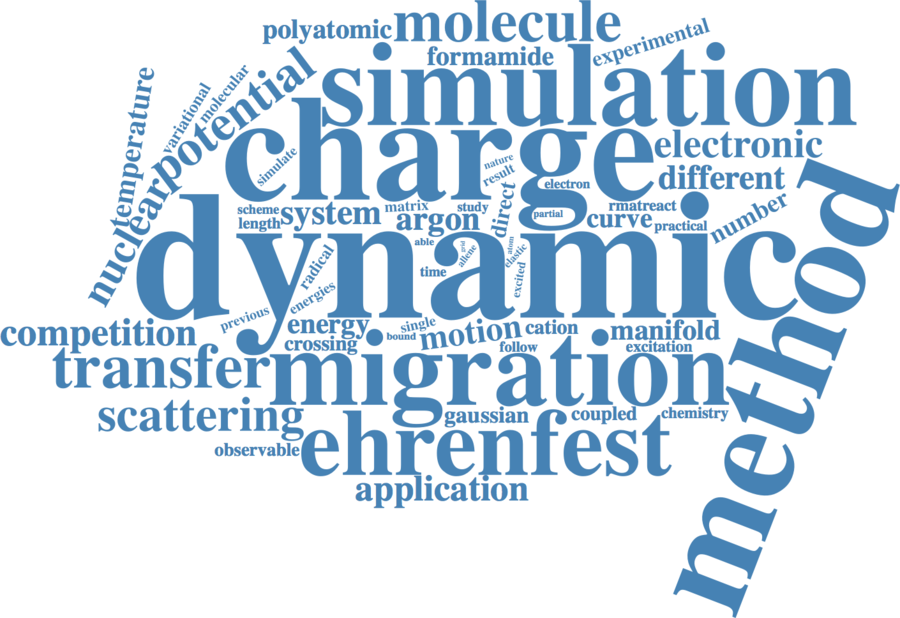 polyatomic
molecule
experimental
formamide
simulation
temperature
variational
molecular
potential
nuclear
charge
simulate
nature
result
electronic
electron
different
direct
scheme
length
system
matrix
argon
study
partial
rmatreact
curve
practical
number
method
dynamic
able
grid
allene
atom
elastic
time
excited
radical
energies
previous
competition
energy
crossing
single
bound
motion
cation
manifold
follow
excitation
transfer
migration
scattering
gaussian
coupled
chemistry
observable
ehrenfest
application